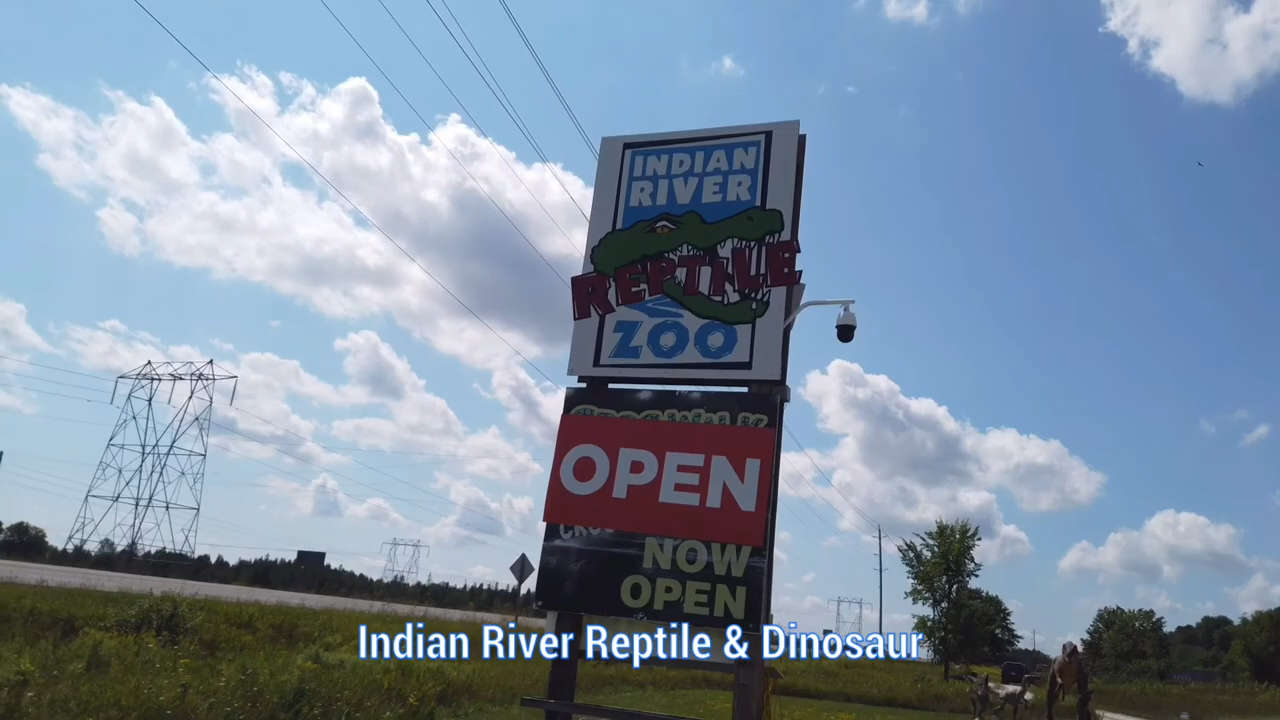 INDIAN
RIVER
REPTILE
ZOO
OPEN
NOW
OPEN
Indian River Reptile & Dinosaur